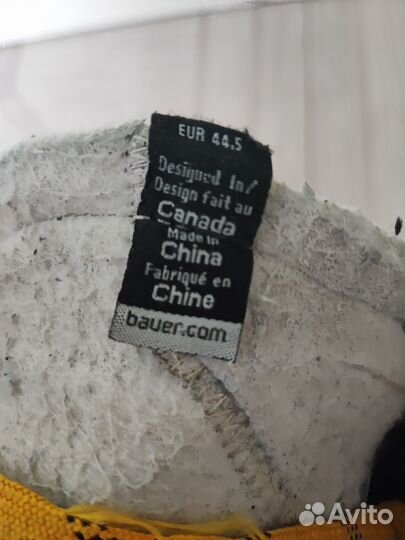 EUR 44.5
Designed In/
Design fait au
Canada
Made in
China
Fabriqué en
Chine
bauer.com
Avito